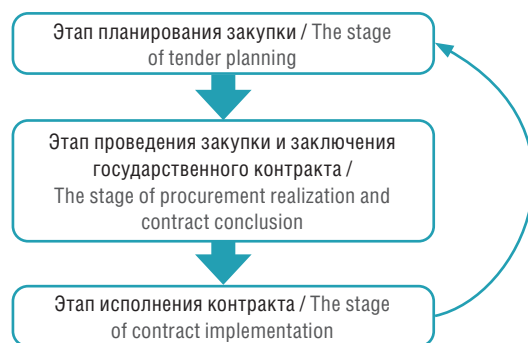 Этап планирования закупки / The stage
of tender planning
Этап проведения закупки и заключения
государственного контракта /
The stage of procurement realization and
contract conclusion
Этап исполнения контракта / The stage
of contract implementation